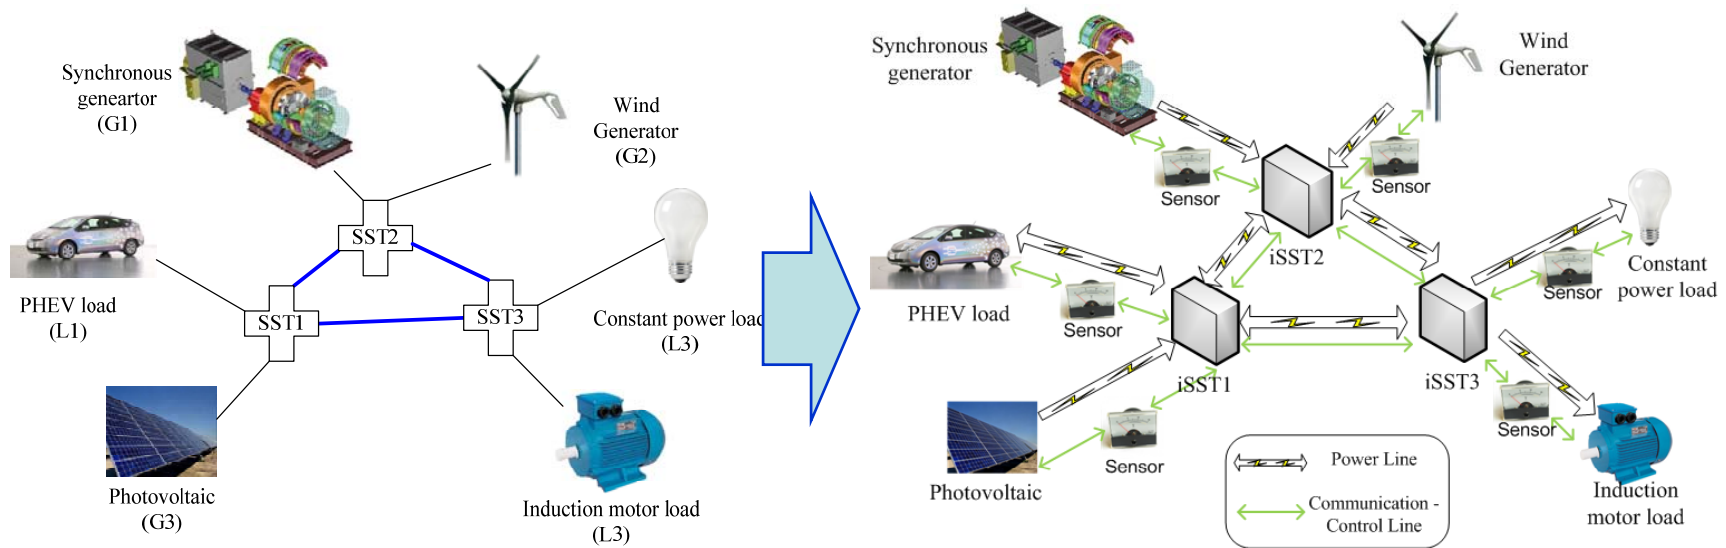 Synchronous
geneartor
(G1)
Wind
Generator
(G2)
SST2
PHEV load
(L1)
SST1
SST3
Constant power load
(L3)
Photovoltaic
(G3)
Induction motor load
(L3)
Synchronous
generator
Wind
Generator
Sensor
Sensor
iSST2
PHEV load
Sensor
Sensor
Constant
power load
iSST1
iSST3
Sensor
Sensor
Photovoltaic
Induction
motor load
Power Line
Communication -
Control Line